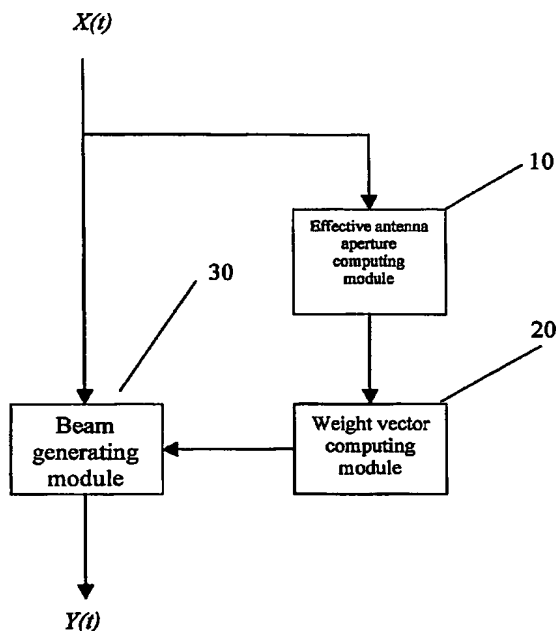 X(t)
10
Effective antenna
aperture
computing
module
30
20
Beam
generating
module
Weight vector
computing
module
Y(t)